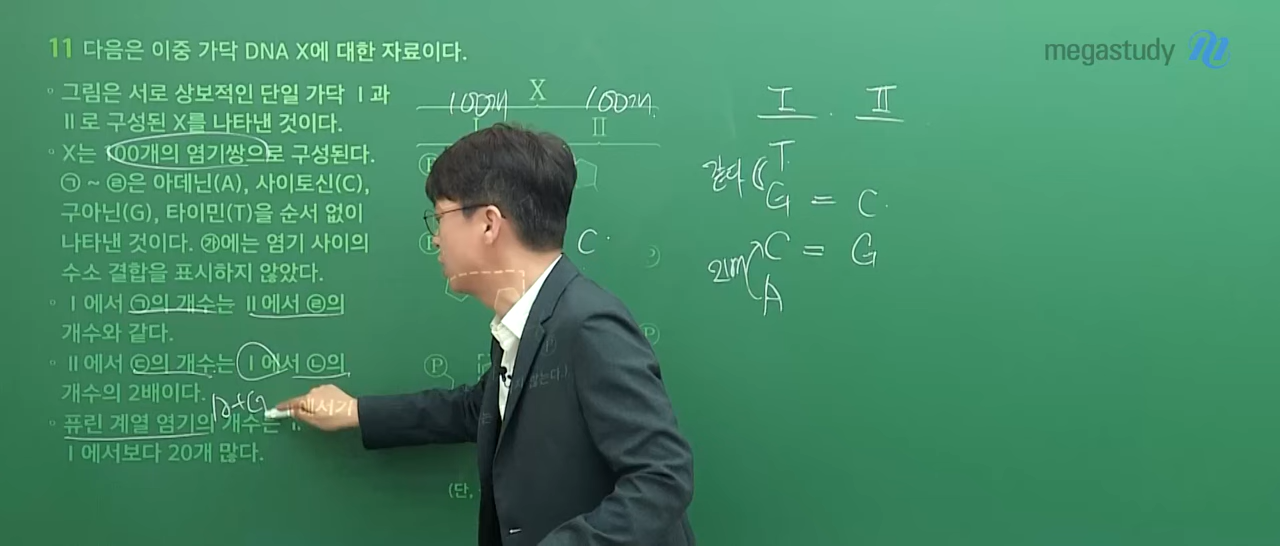 megastudy
11 다음은 이중 가닥 DNA X에 대한 자료이다.
◦ 그림은 서로 상보적인 단일 가닥 Ⅰ과
Ⅱ로 구성된 X를 나타낸 것이다.
◦ X는 100개의 염기쌍으로 구성된다.
㉠ ~ ㉣은 아데닌(A), 사이토신(C),
구아닌(G), 타이민(T)을 순서 없이
나타낸 것이다. ㉮에는 염기 사이의
수소 결합을 표시하지 않았다.
◦ Ⅰ에서 ㉠의 개수는 Ⅱ에서 ㉣의
개수와 같다.
◦ Ⅱ에서 ㉢의 개수는 Ⅰ에서 ㉡의
개수의 2배이다.
◦ 퓨린 계열 염기의 개수는
Ⅰ에서보다 20개 많다.
100개 X 100개
Ⅱ
Ⓟ
Ⓟ C
Ⓟ
Ⓟ
(단,
Ⅰ Ⅱ
T
같다 G = C
C = G
A